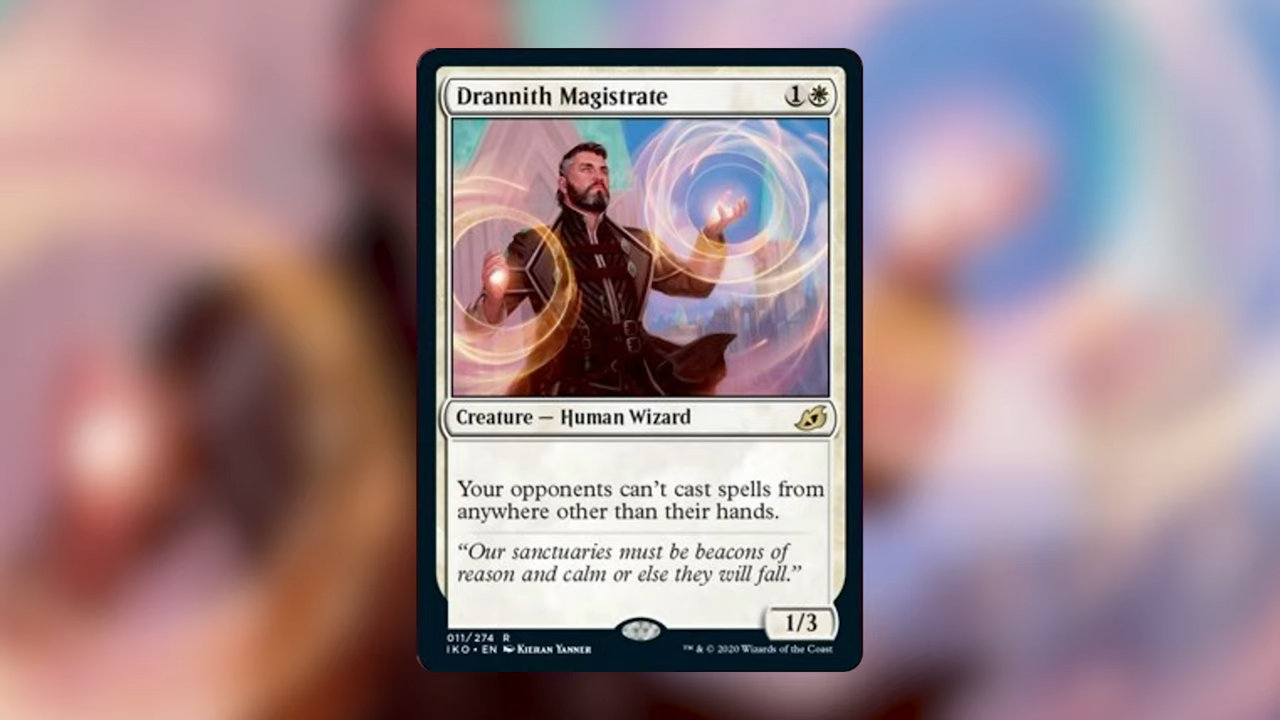 Drannith Magistrate 1
Creature — Human Wizard
Your opponents can't cast spells from
anywhere other than their hands.
"Our sanctuaries must be beacons of
reason and calm or else they will fall."
1/3
011/274 R
IKO • EN KIERAN YANNER
™ & © 2020 Wizards of the Coast